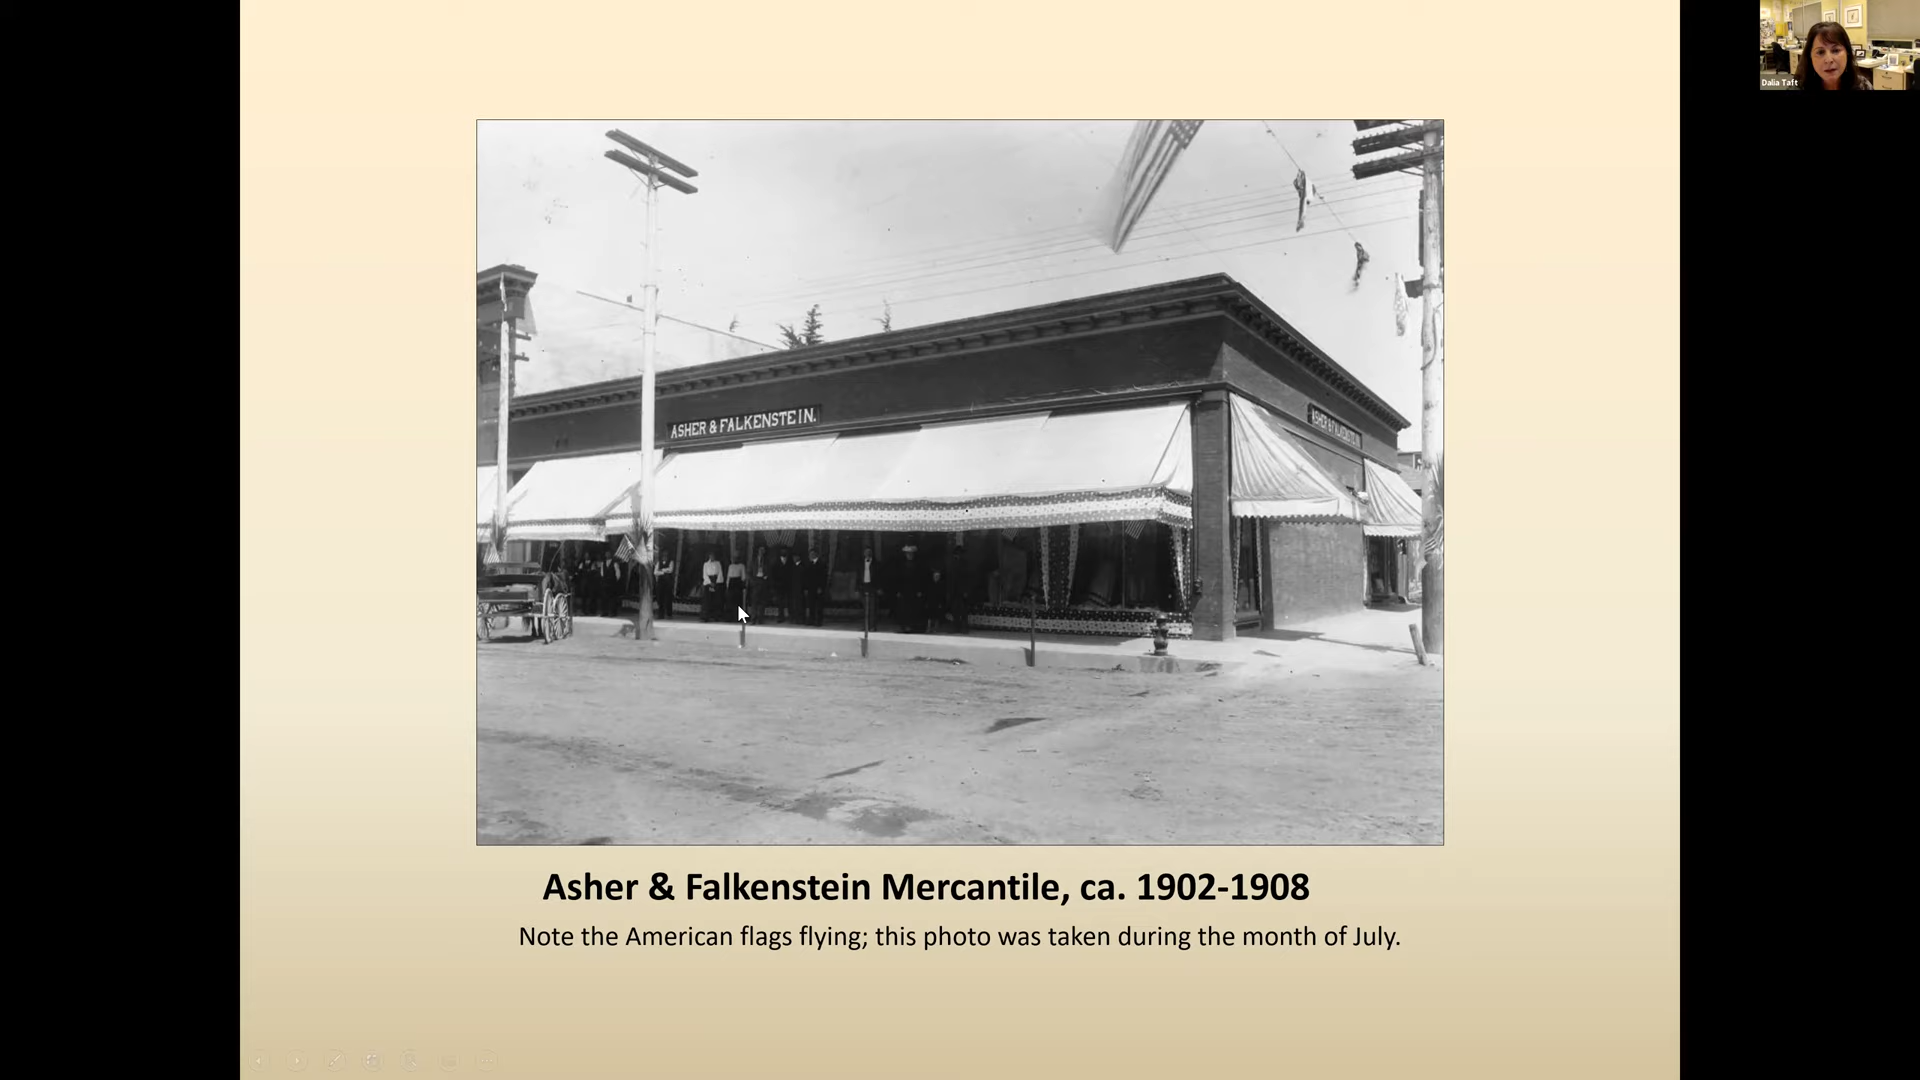 Dalia Taft
ASHER & FALKENSTEIN.
ASHER & FALKENSTEIN.
Asher & Falkenstein Mercantile, ca. 1902-1908
Note the American flags flying; this photo was taken during the month of July.